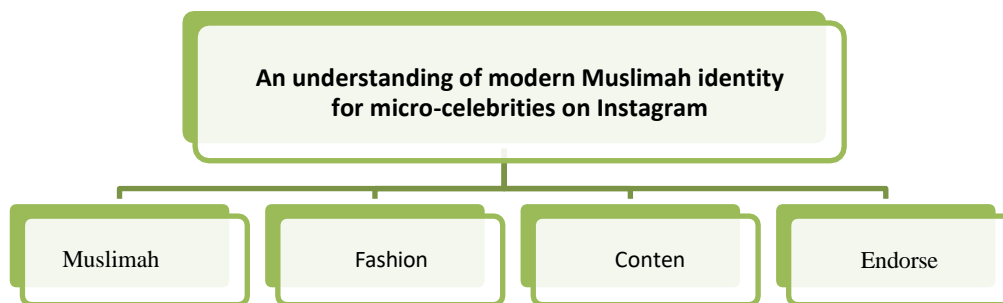 An understanding of modern Muslimah identity
for micro-celebrities on Instagram
Muslimah
Fashion
Conten
Endorse